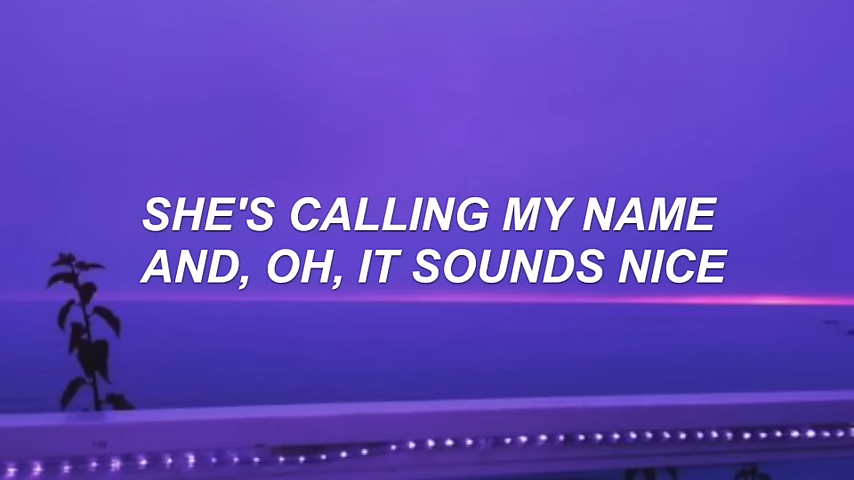 SHE'S CALLING MY NAME
AND, OH, IT SOUNDS NICE